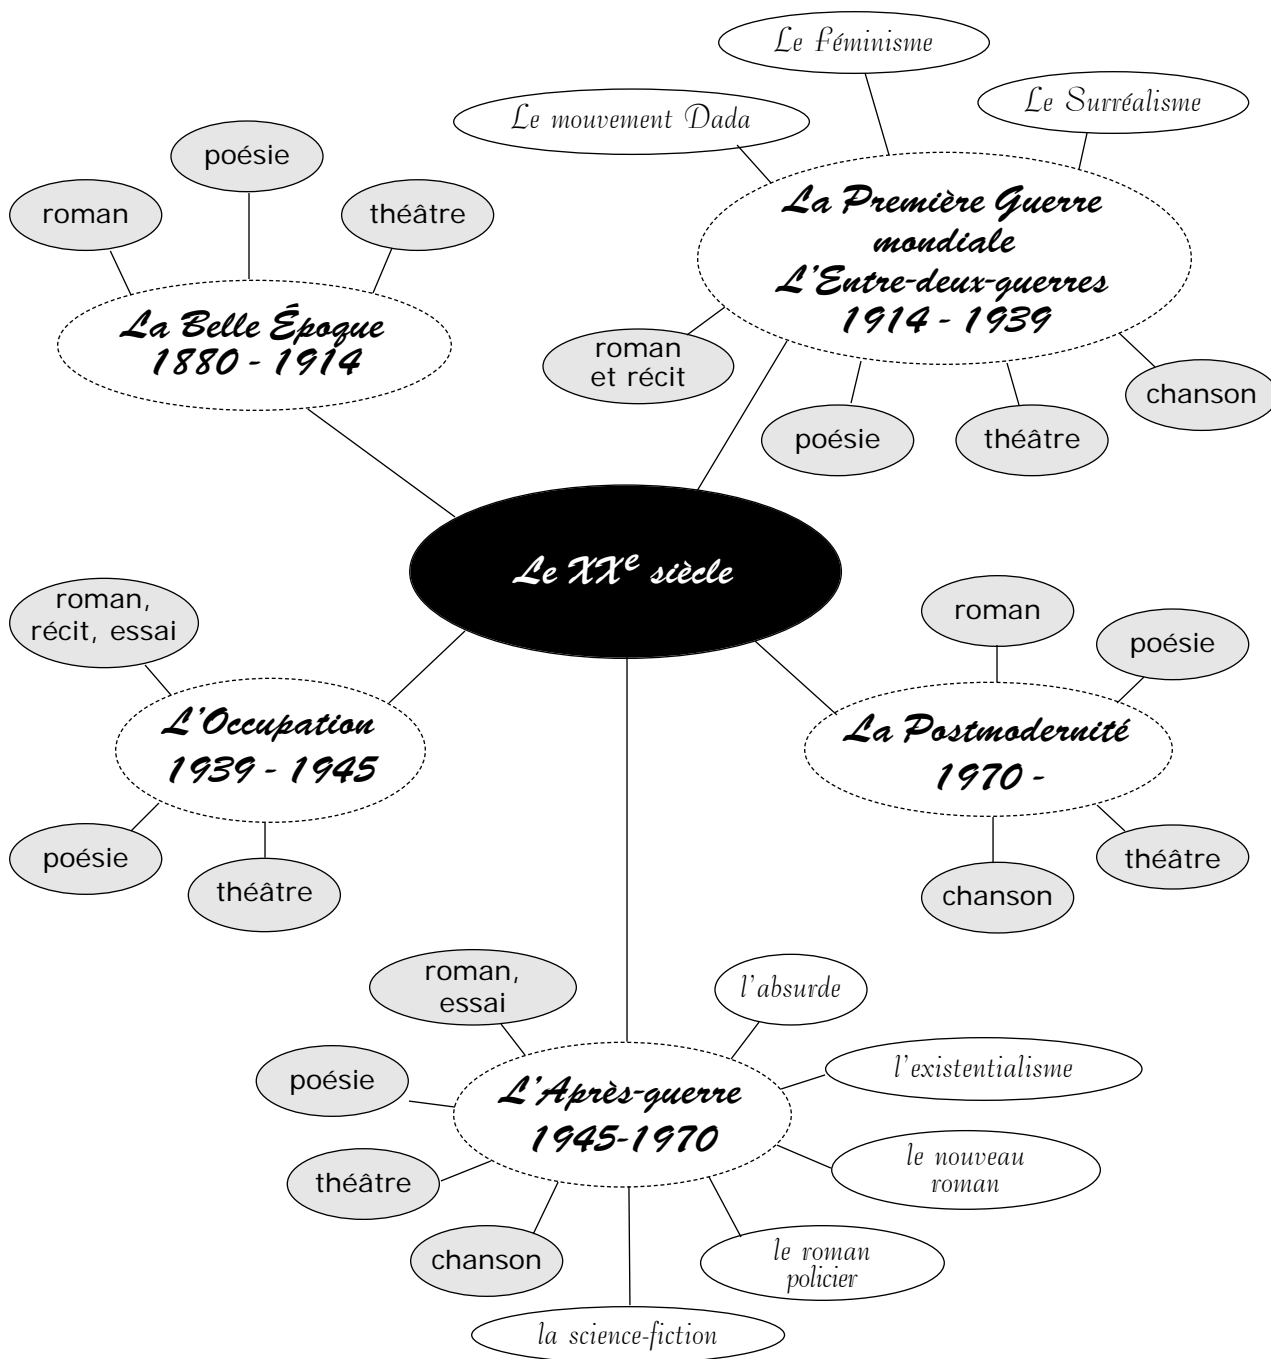 Le Féminisme
Le Surréalisme
Le mouvement Dada
poésie
roman
théâtre
La Belle Époque
1880 - 1914
La Première Guerre
mondiale
L'Entre-deux-guerres
1914 - 1939
roman
et récit
poésie
théâtre
chanson
Le XXe siècle
roman,
récit, essai
L'Occupation
1939 - 1945
poésie
théâtre
roman
poésie
La Postmodernité
1970 -
théâtre
chanson
roman,
essai
poésie
théâtre
chanson
L'Après-guerre
1945-1970
l'absurde
l'existentialisme
le nouveau
roman
le roman
policier
la science-fiction